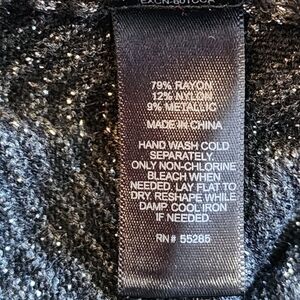 79% RAYON
12% NYLON
9% METALLIC
MADE IN CHINA
HAND WASH COLD
SEPARATELY.
ONLY NON-CHLORINE
BLEACH WHEN
NEEDED. LAY FLAT TO
DRY. RESHAPE WHILE
DAMP. COOL IRON
IF NEEDED.
RN# 55285